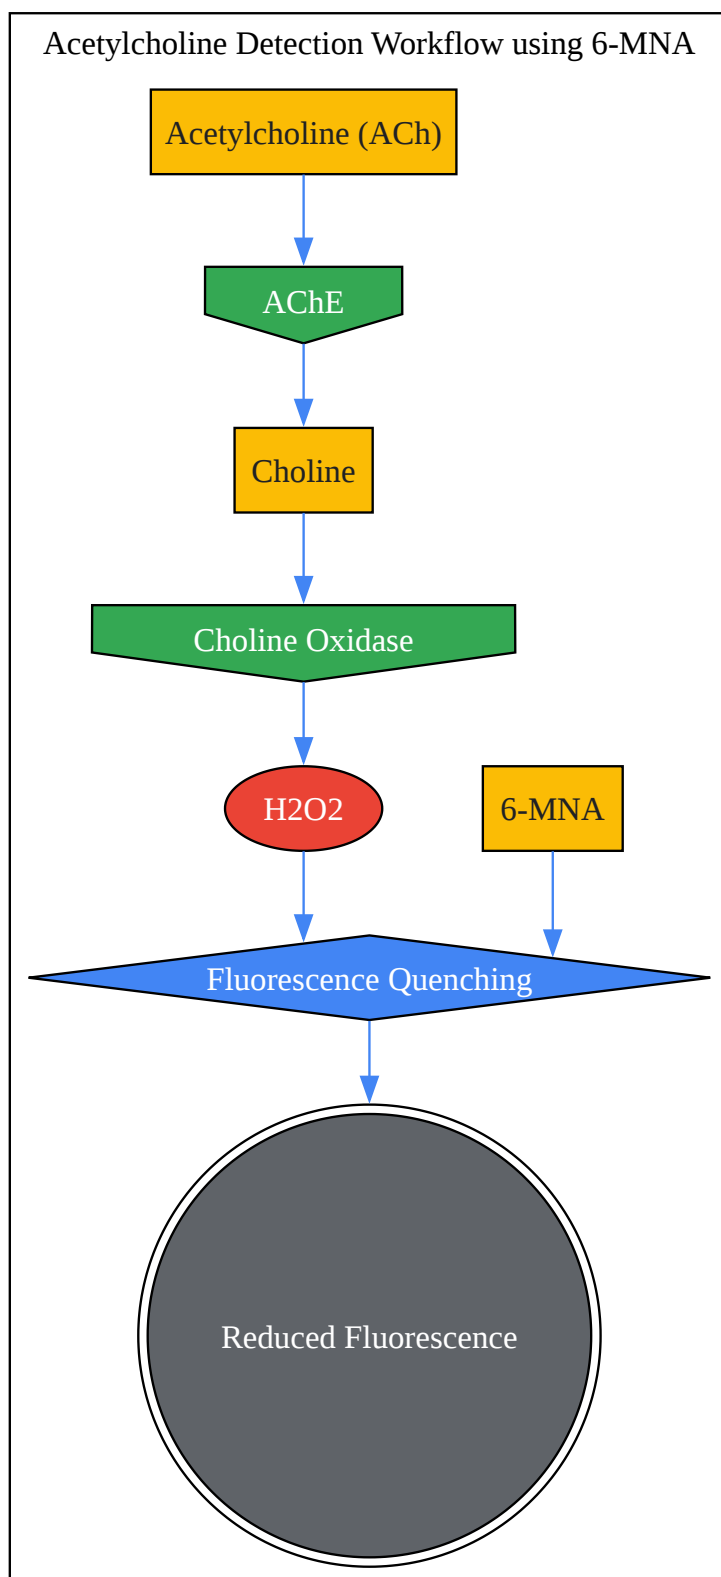 Acetylcholine Detection Workflow using 6-MNA
Acetylcholine (ACh)
AChE
Choline
Choline Oxidase
H2O2
6-MNA
Fluorescence Quenching
Reduced Fluorescence